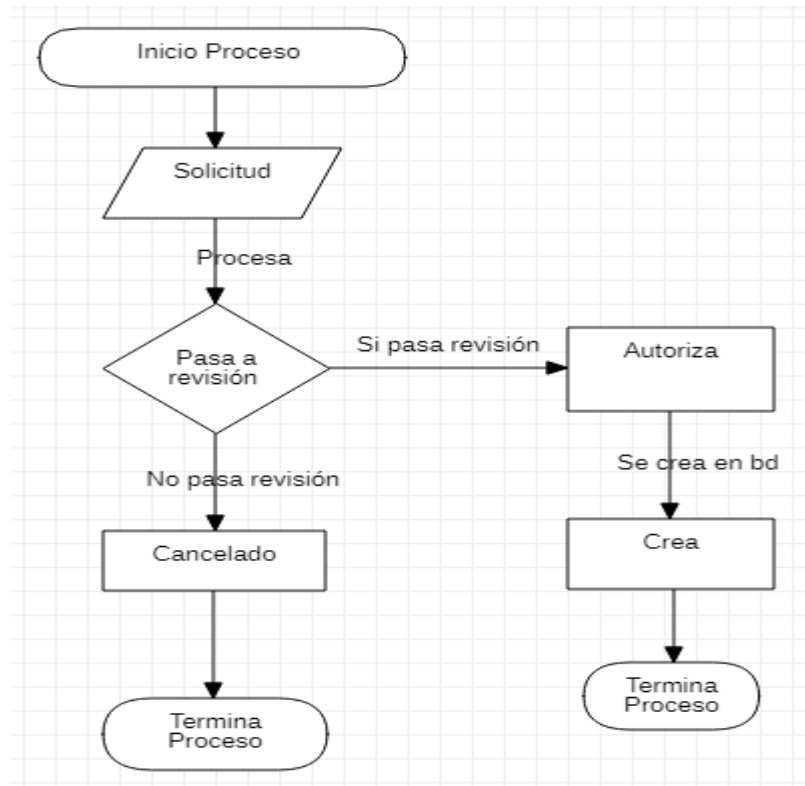 Inicio Proceso
Solicitud
Procesa
Pasa a
revisión
Si pasa revisión
Autoriza
No pasa revisión
Se crea en bd
Cancelado
Crea
Termina
Proceso
Termina
Proceso